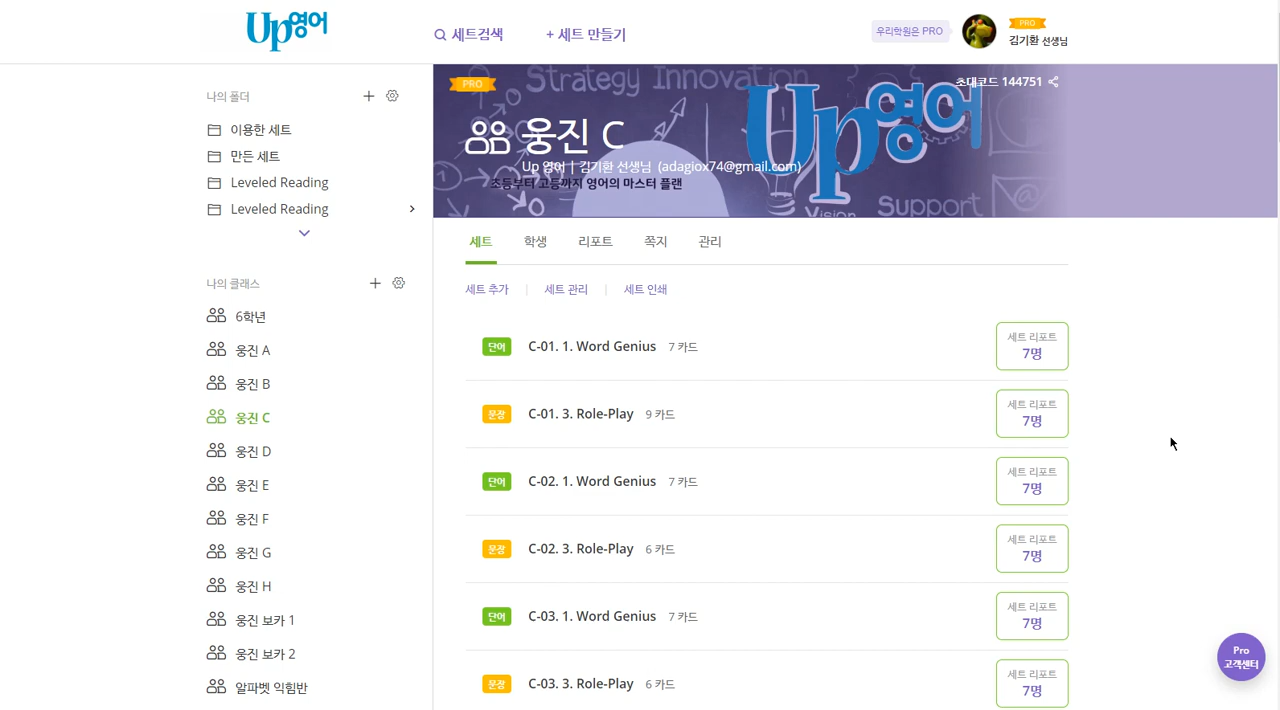 Up영어
세트검색
+ 세트 만들기
우리학원은 PRO
PRO
김기환 선생님
나의 폴더
이용한 세트
만든 세트
Leveled Reading
Leveled Reading
나의 클래스
6학년
웅진 A
웅진 B
웅진 C
웅진 D
웅진 E
웅진 F
웅진 G
웅진 H
웅진 보카 1
웅진 보카 2
알파벳 익힘반
PRO
Strategy Innovation
초대코드 144751
Up영어
웅진 C
Up 영어 | 김기환 선생님 (adagiox74@gmail.com)
초등부터 고등까지 영어의 마스터 플랜
Vision
Support
세트 학생 리포트 쪽지 관리
세트 추가 | 세트 관리 | 세트 인쇄
단어 C-01. 1. Word Genius 7 카드
세트 리포트
7명
문장 C-01. 3. Role-Play 9 카드
세트 리포트
7명
단어 C-02. 1. Word Genius 7 카드
세트 리포트
7명
문장 C-02. 3. Role-Play 6 카드
세트 리포트
7명
단어 C-03. 1. Word Genius 7 카드
세트 리포트
7명
문장 C-03. 3. Role-Play 6 카드
세트 리포트
7명
Pro
고객센터